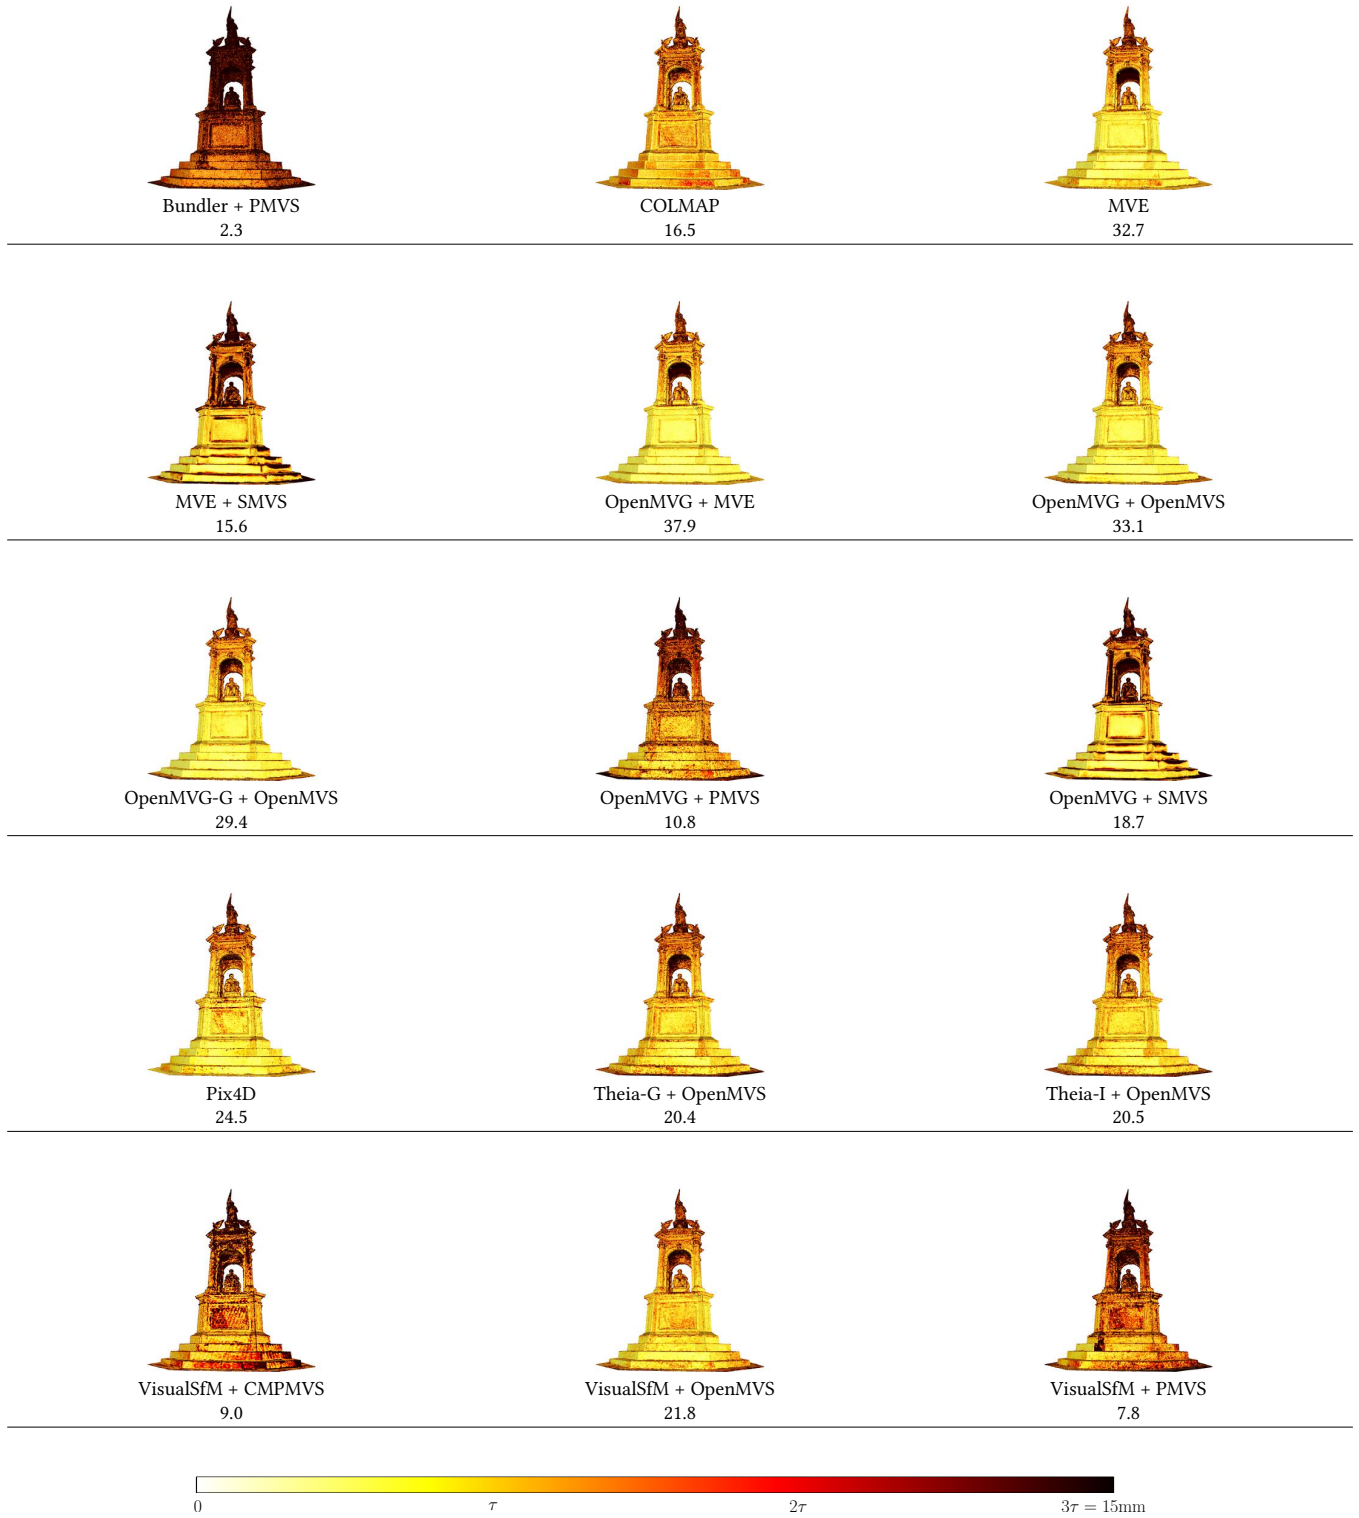 Bundler + PMVS
COLMAP
MVE
2.3
16.5
32.7
MVE + SMVS
OpenMVG + MVE
OpenMVG + OpenMVS
15.6
37.9
33.1
OpenMVG-G + OpenMVS
OpenMVG + PMVS
OpenMVG + SMVS
29.4
10.8
18.7
Pix4D
Theia-G + OpenMVS
Theia-I + OpenMVS
24.5
20.4
20.5
VisualSfM + CMPMVS
VisualSfM + OpenMVS
VisualSfM + PMVS
9.0
21.8
7.8
0
τ
2τ
3τ = 15mm